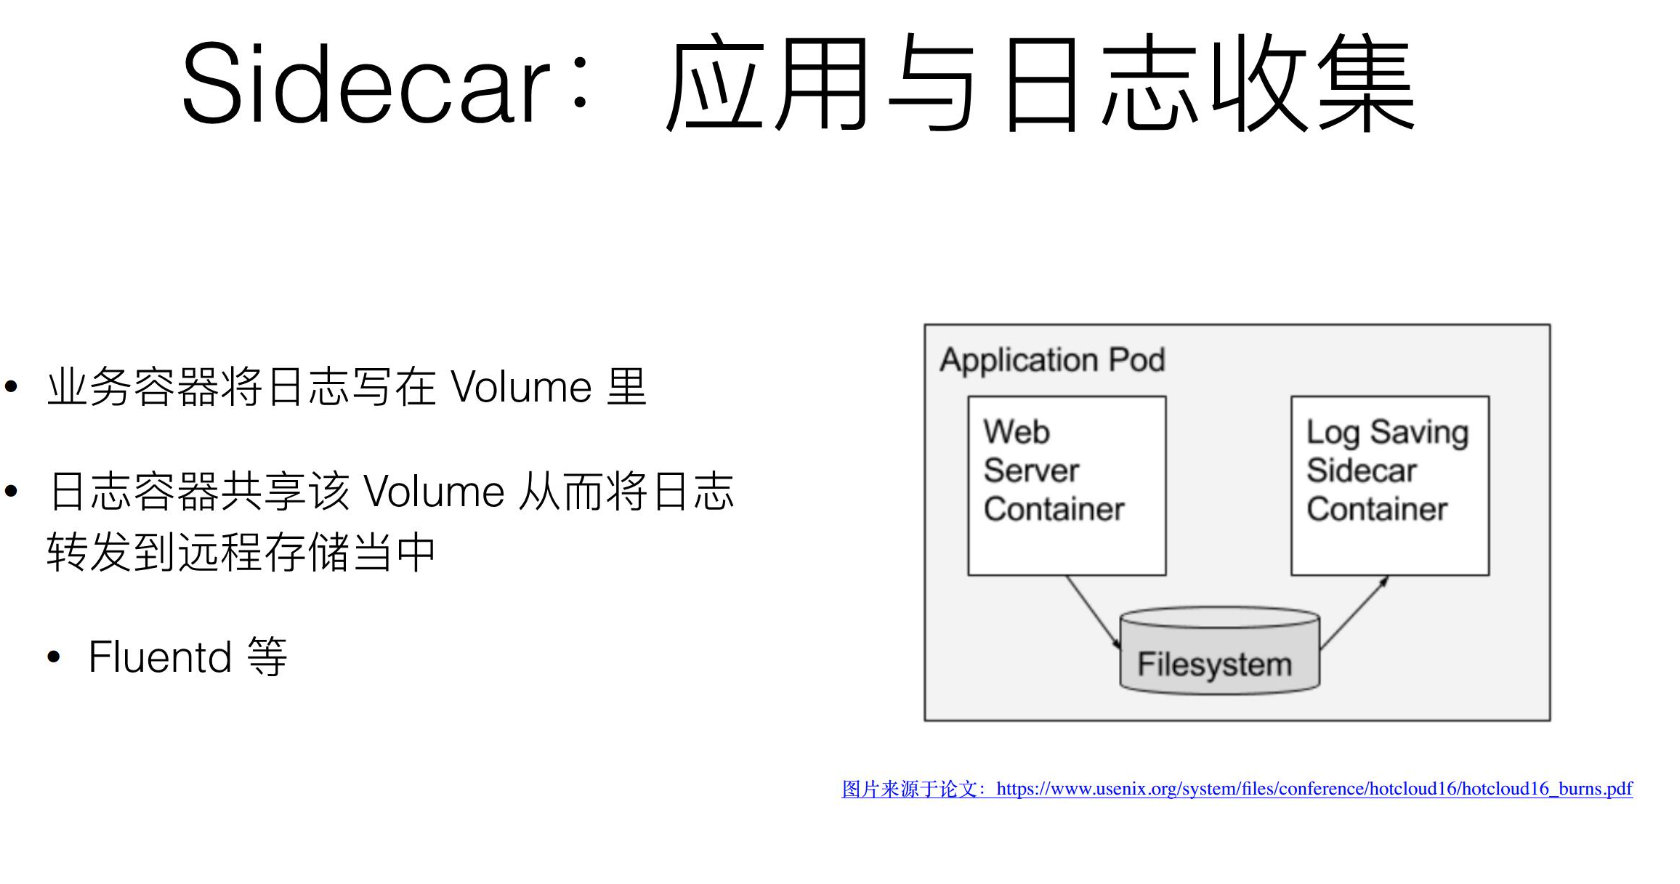 Sidecar：应用与日志收集
• 业务容器将日志写在 Volume 里
• 日志容器共享该 Volume 从而将日志
转发到远程存储当中
• Fluentd 等
Application Pod
Web
Server
Container
Log Saving
Sidecar
Container
Filesystem
图片来源于论文：https://www.usenix.org/system/files/conference/hotcloud16/hotcloud16_burns.pdf